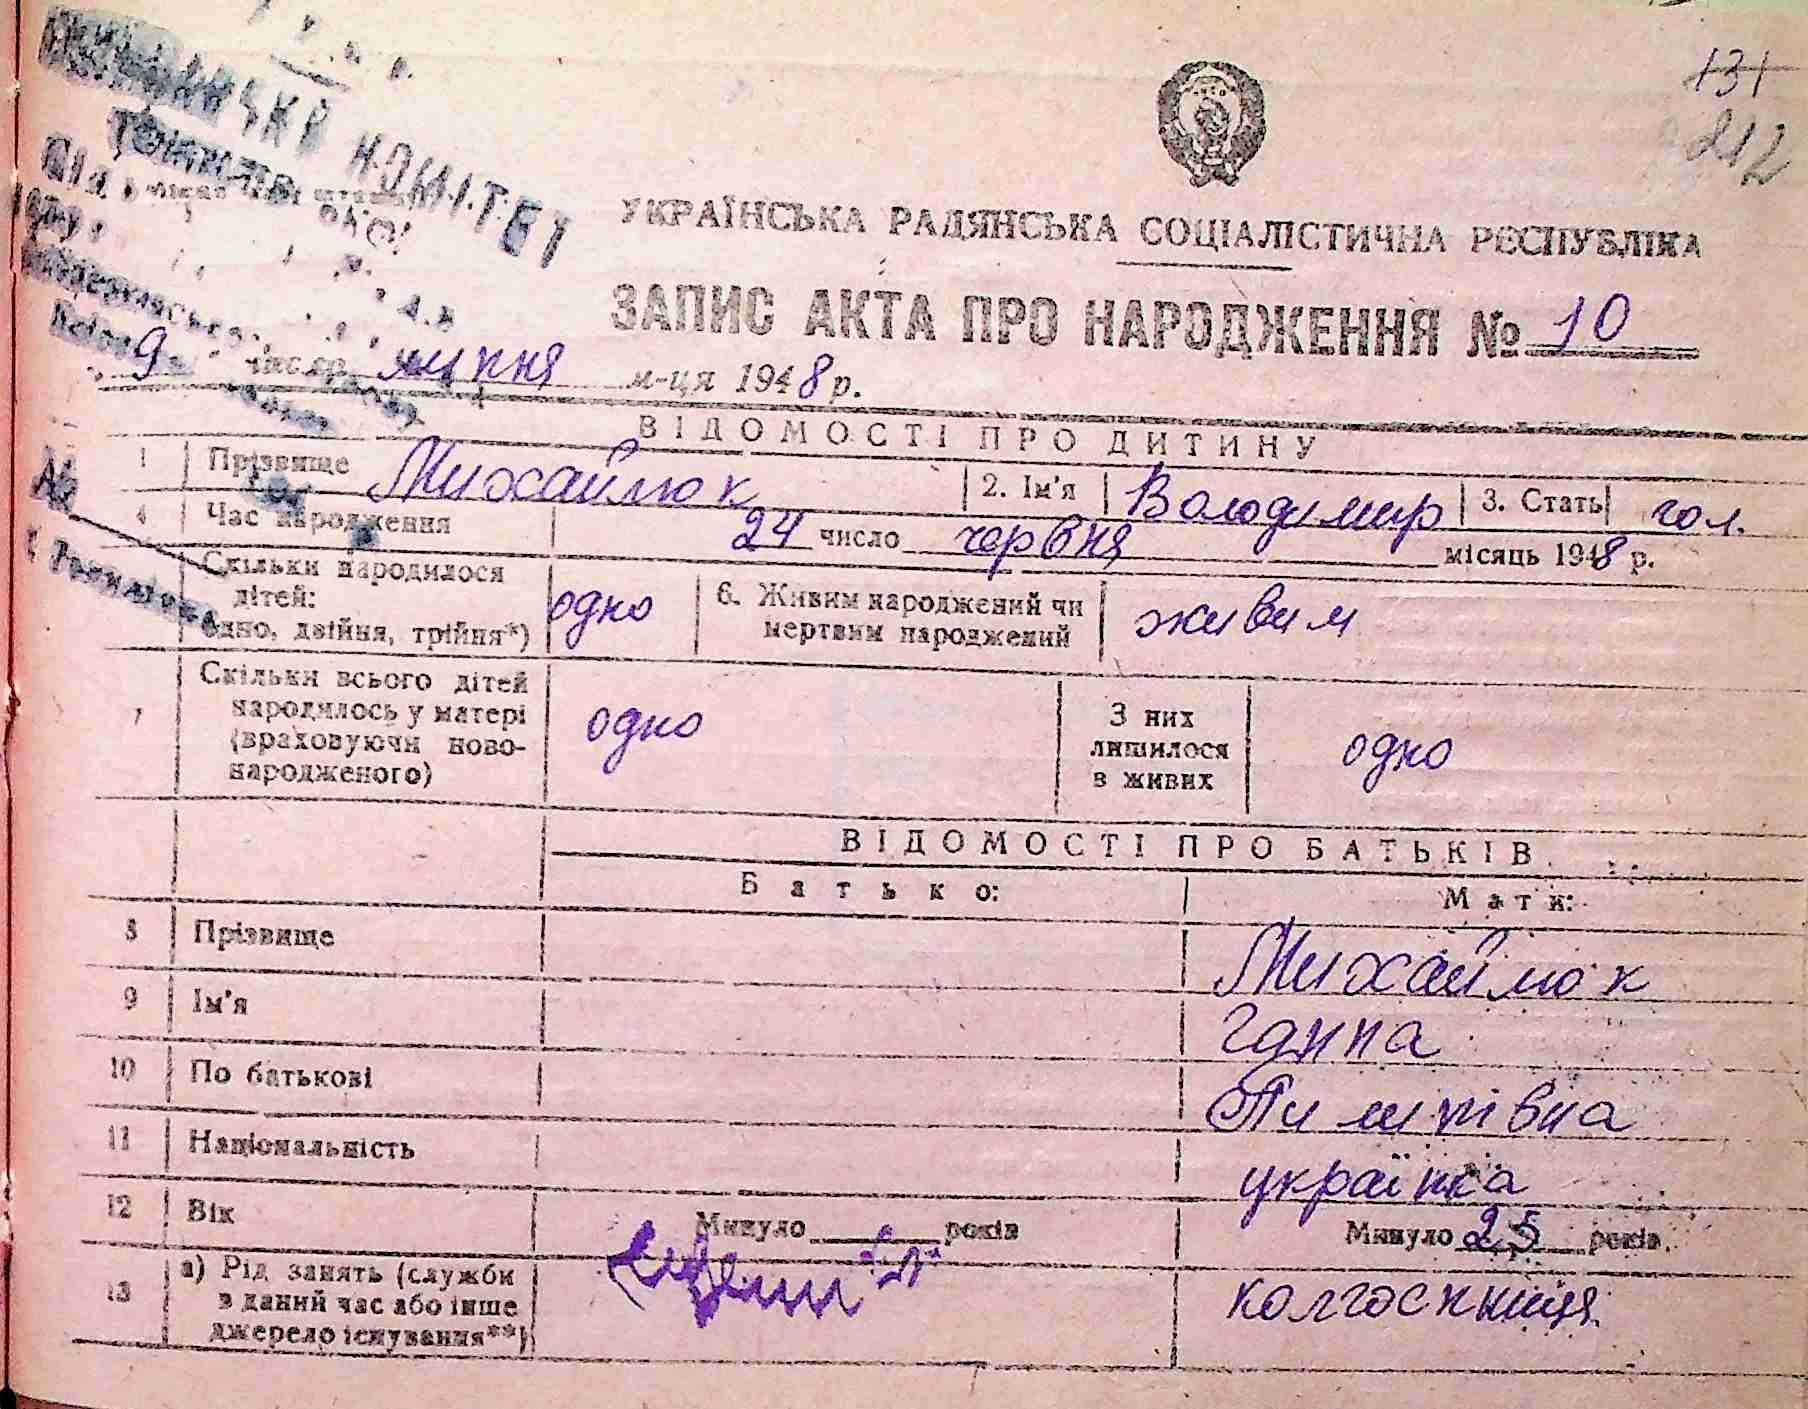 131
212
КОМІТЕТ
УКРАЇНСЬКА РАДЯНСЬКА СОЦІАЛІСТИЧНА РЕСПУБЛІКА
ЗАПИС АКТА ПРО НАРОДЖЕННЯ № 10
9 липня м-ця 1948 р.
ВІДОМОСТІ ПРО ДИТИНУ
1 Прізвище Михайлюк 2. Ім'я Володимир 3. Стать чол.
4 Час народження 24 число червня місяць 1948 р.
Скільки народилося
дітей:
одно, двійня, трійня*) одно 6. Живим народжений чи
мертвим народжений живим
7 Скільки всього дітей
народилось у матері
(враховуючи ново-
народженого) одно З них
лишилося
в живих одно
ВІДОМОСТІ ПРО БАТЬКІВ
Батько: Мати:
8 Прізвище Михайлюк
9 Ім'я Ганна
10 По батькові
11 Національність українка
12 Вік Минуло років Минуло 25 років
13 а) Рід занять (служби
в даний час або інше
джерело існування**) колгоспниця